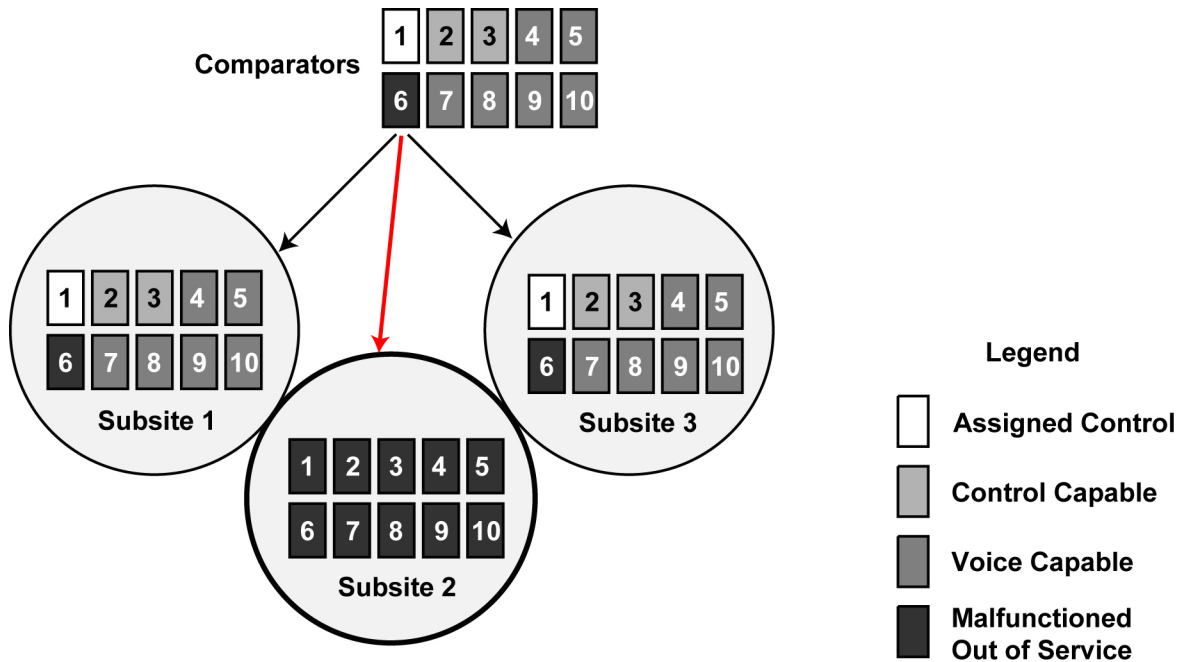 Comparators
1 2 3 4 5
6 7 8 9 10
1 2 3 4 5
6 7 8 9 10
Subsite 1
1 2 3 4 5
6 7 8 9 10
Subsite 2
1 2 3 4 5
6 7 8 9 10
Subsite 3
Legend
Assigned Control
Control Capable
Voice Capable
Malfunctioned
Out of Service